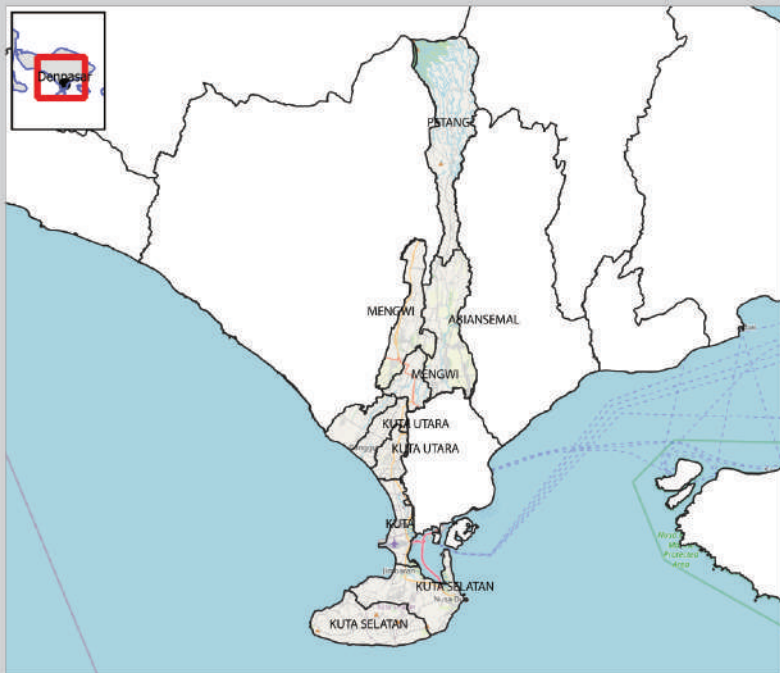 Denpasar
PETANG
MENGWI
ABIANSEMAL
MENGWI
KUTA UTARA
KUTA UTARA
KUTA
KUTA SELATAN
KUTA SELATAN